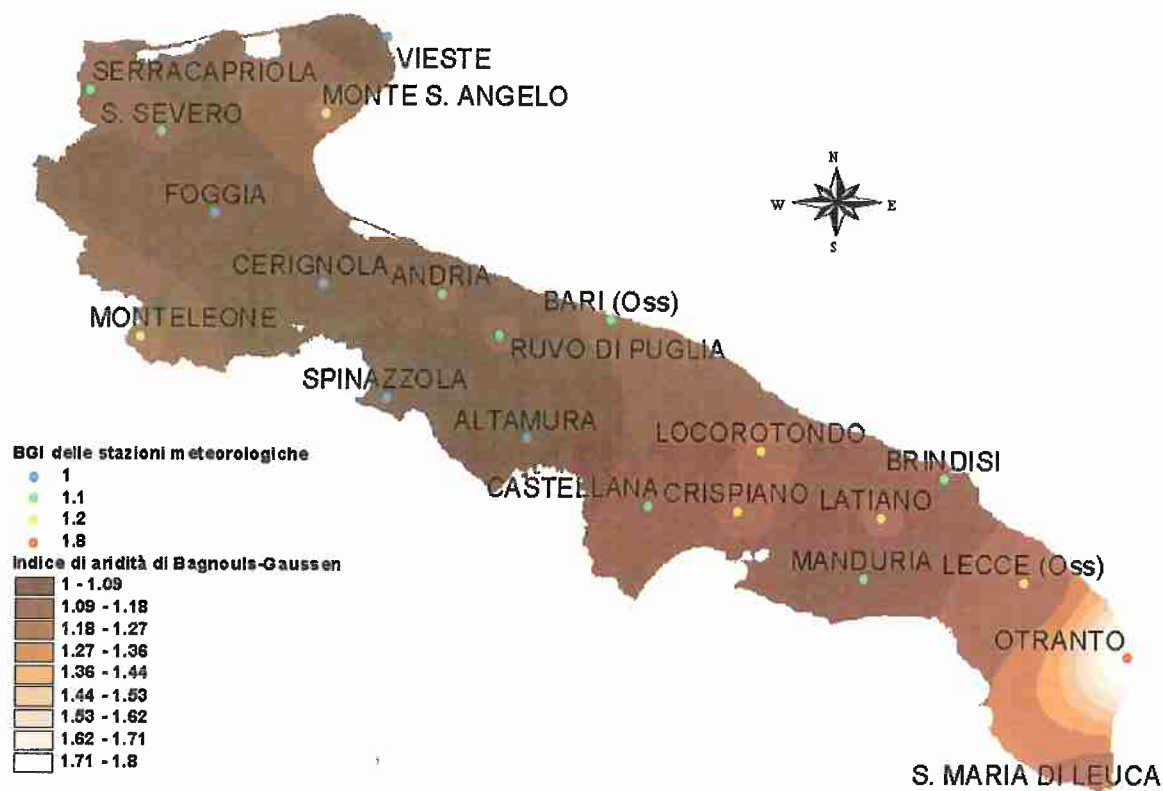 VIESTE
SERRACAPRIOLA
MONTE S. ANGELO
S. SEVERO
N
W
E
S
FOGGIA
CERIGNOLA
ANDRIA
BARI (Oss)
MONTELEONE
RUVO DI PUGLIA
SPINAZZOLA
ALTAMURA
LOCOROTONDO
BRINDISI
CASTELLANA
CRISPIANO
LATIANO
MANDURIA
LECCE (Oss)
OTRANTO
S. MARIA DI LEUCA
BGI delle stazioni meteorologiche
1
1.1
1.2
1.8
Indice di aridità di Bagnouls-Gaussen
1 - 1.09
1.09 - 1.18
1.18 - 1.27
1.27 - 1.36
1.36 - 1.44
1.44 - 1.53
1.53 - 1.62
1.62 - 1.71
1.71 - 1.8